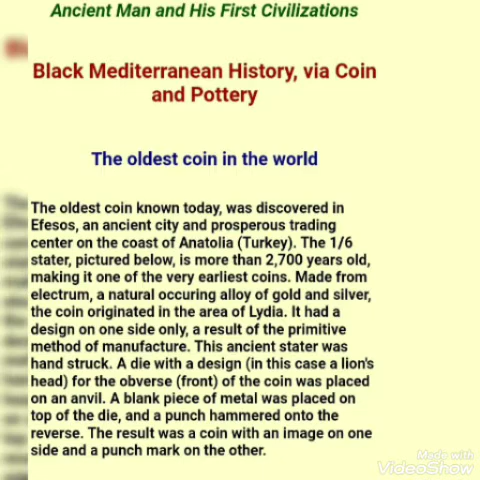 Ancient Man and His First Civilizations
Black Mediterranean History, via Coin
and Pottery
The oldest coin in the world
The oldest coin known today, was discovered in
Efesos, an ancient city and prosperous trading
center on the coast of Anatolia (Turkey). The 1/6
stater, pictured below, is more than 2,700 years old,
making it one of the very earliest coins. Made from
electrum, a natural occuring alloy of gold and silver,
the coin originated in the area of Lydia. It had a
design on one side only, a result of the primitive
method of manufacture. This ancient stater was
hand struck. A die with a design (in this case a lion's
head) for the obverse (front) of the coin was placed
on an anvil. A blank piece of metal was placed on
top of the die, and a punch hammered onto the
reverse. The result was a coin with an image on one
side and a punch mark on the other.
Made with
VideoShow